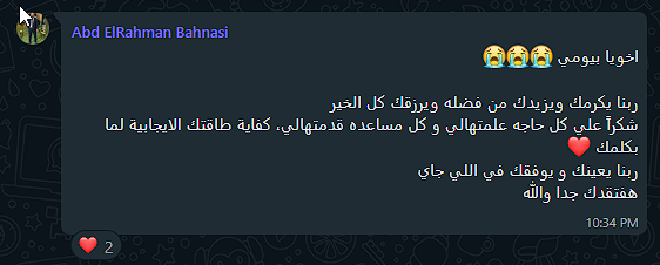 Abd ElRahman Bahnasi
اخويا بيومي 😭😭😭
ربنا يكرمك ويزيدك من فضله ويرزقك كل الخير
شكراً علي كل حاجه علمتهالي و كل مساعده قدمتهالي، كفاية طاقتك الايجابية لما
بكلمك ❤️
ربنا يعينك و يوفقك في اللي جاي
هفتقدك جدا والله
10:34 PM
❤️ 2